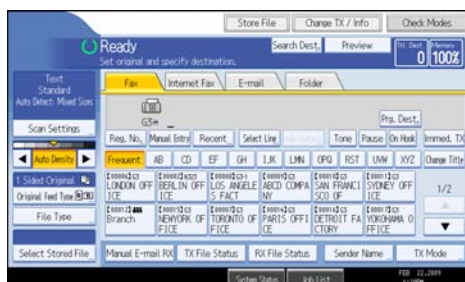 Store File
Change TX / Info
Check Modes
Ready
Search Dest.
Preview
Memory
0 100%
Set original and specify destination.
Text
Standard
Auto Detect: Mixed Sizes
Fax
Internet Fax
E-mail
Folder
G3
Prg. Dest.
Scan Settings
Reg. No.
Manual Entry
Recent
Select Line
Tone
Pause
On Hook
Immed. TX
Auto Density
Frequent
AB
CD
EF
GH
IJK
LMN
OPQ
RST
UVW
XYZ
Change Title
1 Sided Original
Original Feed Type
LONDON OFFICE
BERLIN OFFICE
LOS ANGELES FACT
ABCD COMPANY
SAN FRANCISCO OF
SYDNEY OFFICE
1/2
File Type
Branch
NEWYORK OFFICE
TORONTO OFFICE
PARIS OFFICE
DETROIT FACTORY
YOKOHAMA OFFICE
Select Stored File
Manual E-mail RX
TX File Status
RX File Status
Sender Name
TX Mode
System Status
Job List
FEB 22,2009